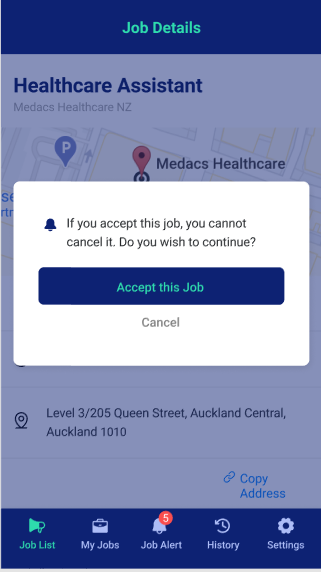 Job Details
Healthcare Assistant
Medacs Healthcare NZ
P
Medacs Healthcare
If you accept this job, you cannot
cancel it. Do you wish to continue?
Accept this Job
Cancel
Level 3/205 Queen Street, Auckland Central,
Auckland 1010
Copy
Address
5
Job List
My Jobs
Job Alert
History
Settings